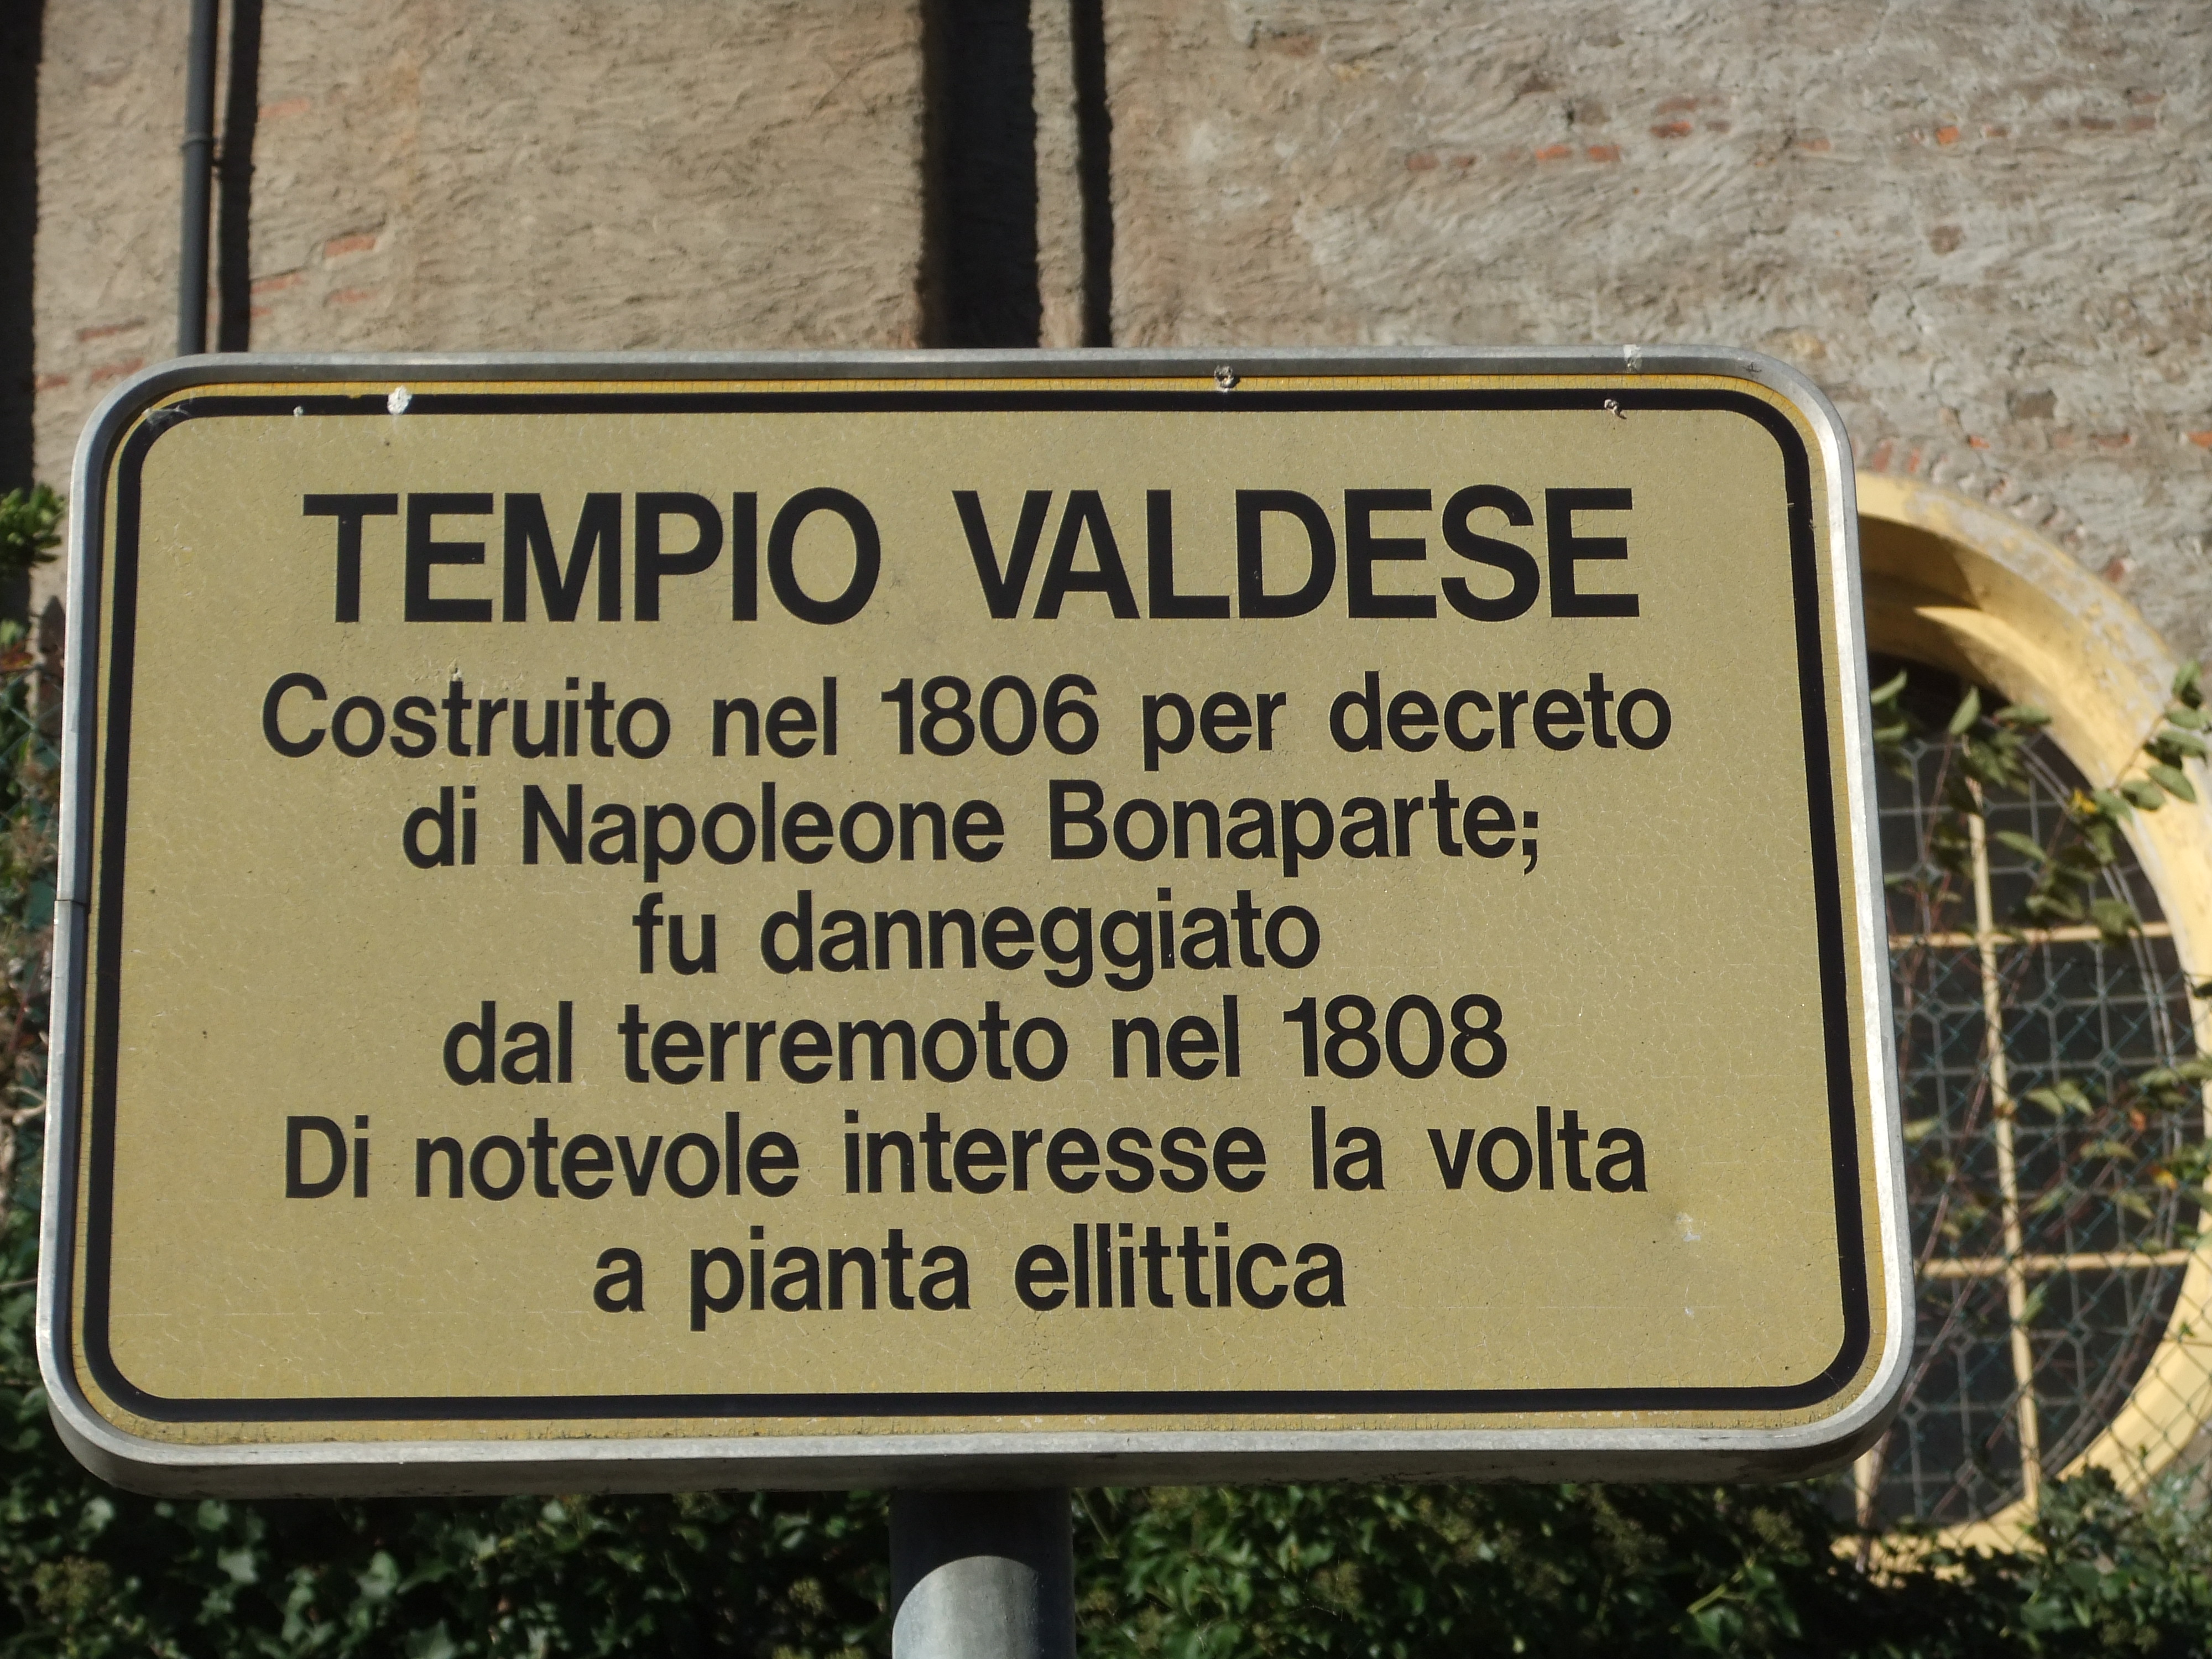 TEMPIO VALDESE
Costruito nel 1806 per decreto
di Napoleone Bonaparte;
fu danneggiato
dal terremoto nel 1808
Di notevole interesse la volta
a pianta ellittica